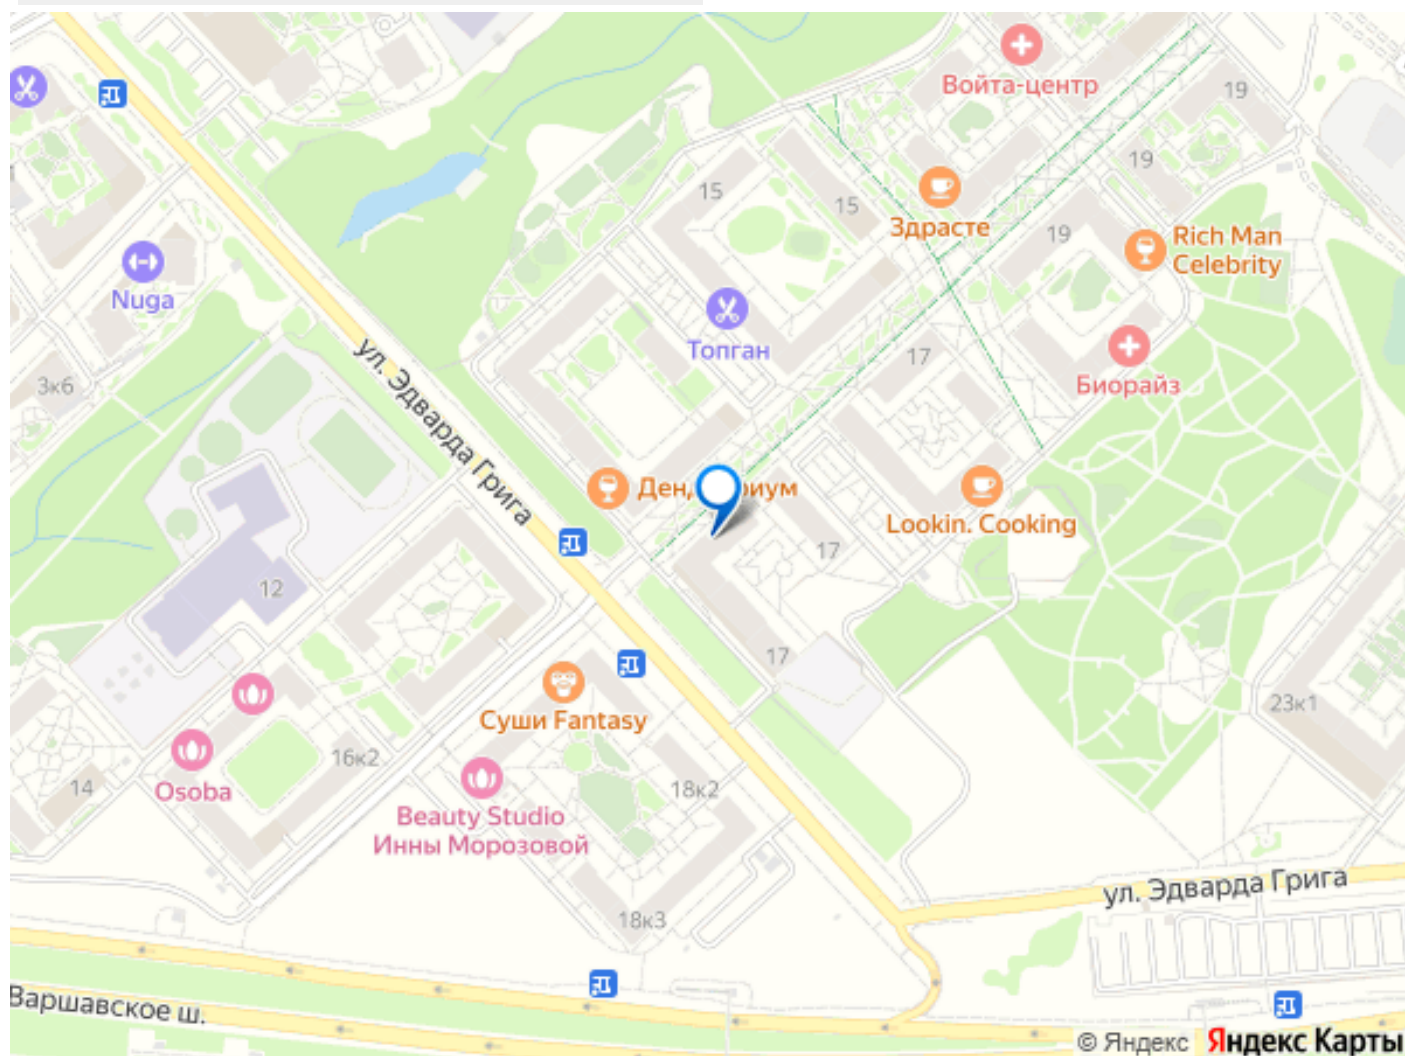 Войта-центр
19
19
15
15
Здрасте
19
Rich Man
Celebrity
Nuga
Топган
17
Биорайз
3к6
ул. Эдварда Грига
Lookin. Cooking
17
12
17
Суши Fantasy
23к1
16к2
14
Osoba
18к2
Beauty Studio
Инны Морозовой
ул. Эдварда Грига
18к3
Варшавское ш.
© Яндекс Яндекс Карты